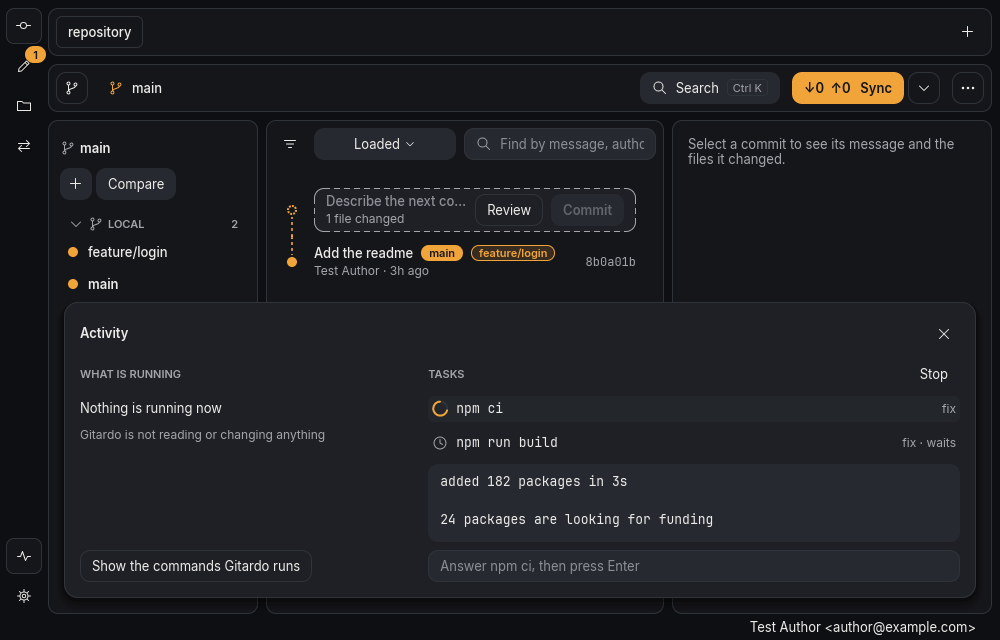 repository
1
main
Search Ctrl K
↓0 ↑0 Sync
main
Compare
LOCAL 2
feature/login
main
Loaded
Find by message, autho
Describe the next co...
1 file changed
Review
Commit
Add the readme main feature/login
Test Author · 3h ago
8b0a01b
Select a commit to see its message and the
files it changed.
Activity
WHAT IS RUNNING
Nothing is running now
Gitardo is not reading or changing anything
Show the commands Gitardo runs
TASKS
Stop
npm ci fix
npm run build fix · waits
added 182 packages in 3s
24 packages are looking for funding
Answer npm ci, then press Enter
Test Author <author@example.com>